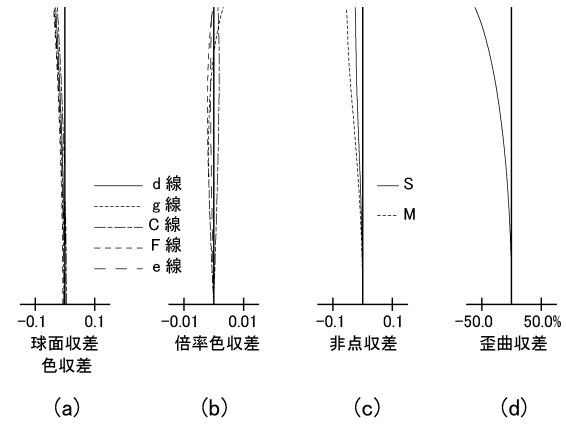 d 線
g 線
C 線
F 線
e 線
S
M
-0.1 0.1
球面収差
色収差
(a)
-0.01 0.01
倍率色収差
(b)
-0.1 0.1
非点収差
(c)
-50.0 50.0%
歪曲収差
(d)